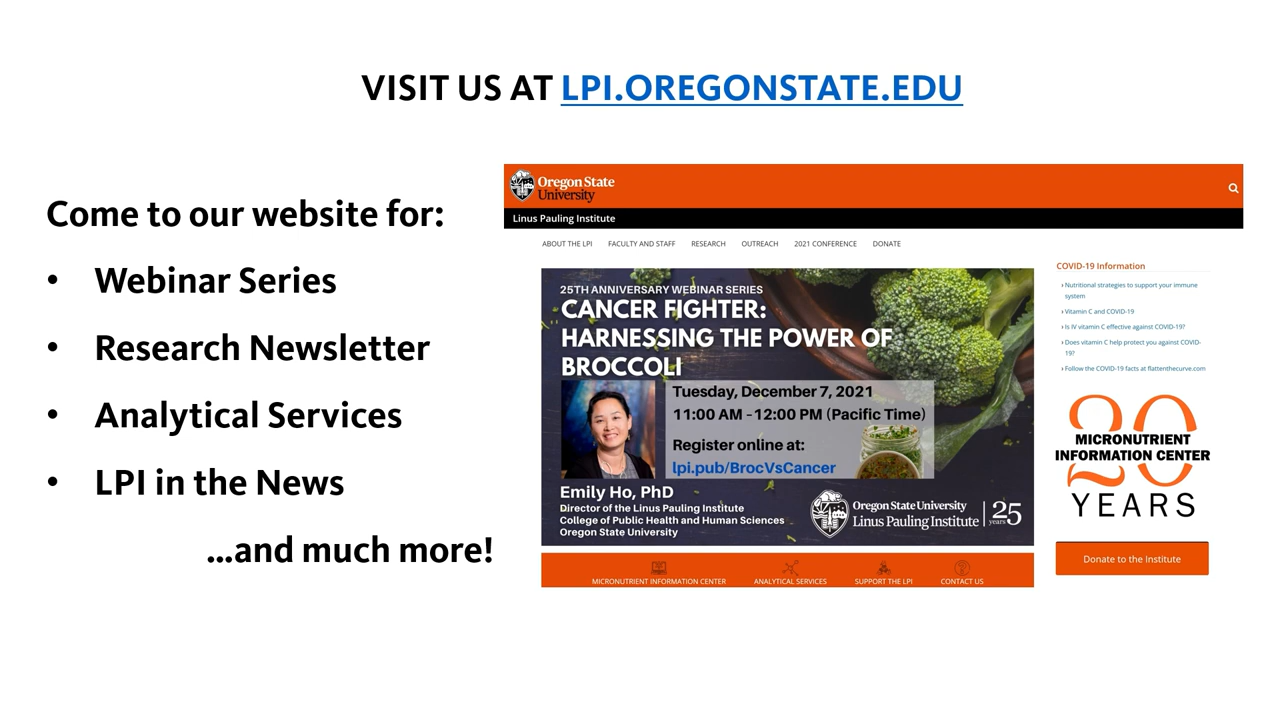 VISIT US AT LPI.OREGONSTATE.EDU
Come to our website for:
• Webinar Series
• Research Newsletter
• Analytical Services
• LPI in the News
...and much more!
Oregon State
University
Linus Pauling Institute
ABOUT THE LPI FACULTY AND STAFF RESEARCH OUTREACH 2021 CONFERENCE DONATE
25TH ANNIVERSARY WEBINAR SERIES
CANCER FIGHTER:
HARNESSING THE POWER OF
BROCCOLI
Tuesday, December 7, 2021
11:00 AM –12:00 PM (Pacific Time)
Register online at:
lpi.pub/BrocVsCancer
Emily Ho, PhD
Director of the Linus Pauling Institute
College of Public Health and Human Sciences
Oregon State University
Oregon State University
Linus Pauling Institute
25
years
MICRONUTRIENT INFORMATION CENTER ANALYTICAL SERVICES SUPPORT THE LPI CONTACT US
COVID-19 Information
› Nutritional strategies to support your immune
system
› Vitamin C and COVID-19
› Is IV vitamin C effective against COVID-19?
› Does vitamin C help protect you against COVID-
19?
› Follow the COVID-19 facts at flattenthecurve.com
20
MICRONUTRIENT
INFORMATION CENTER
YEARS
Donate to the Institute